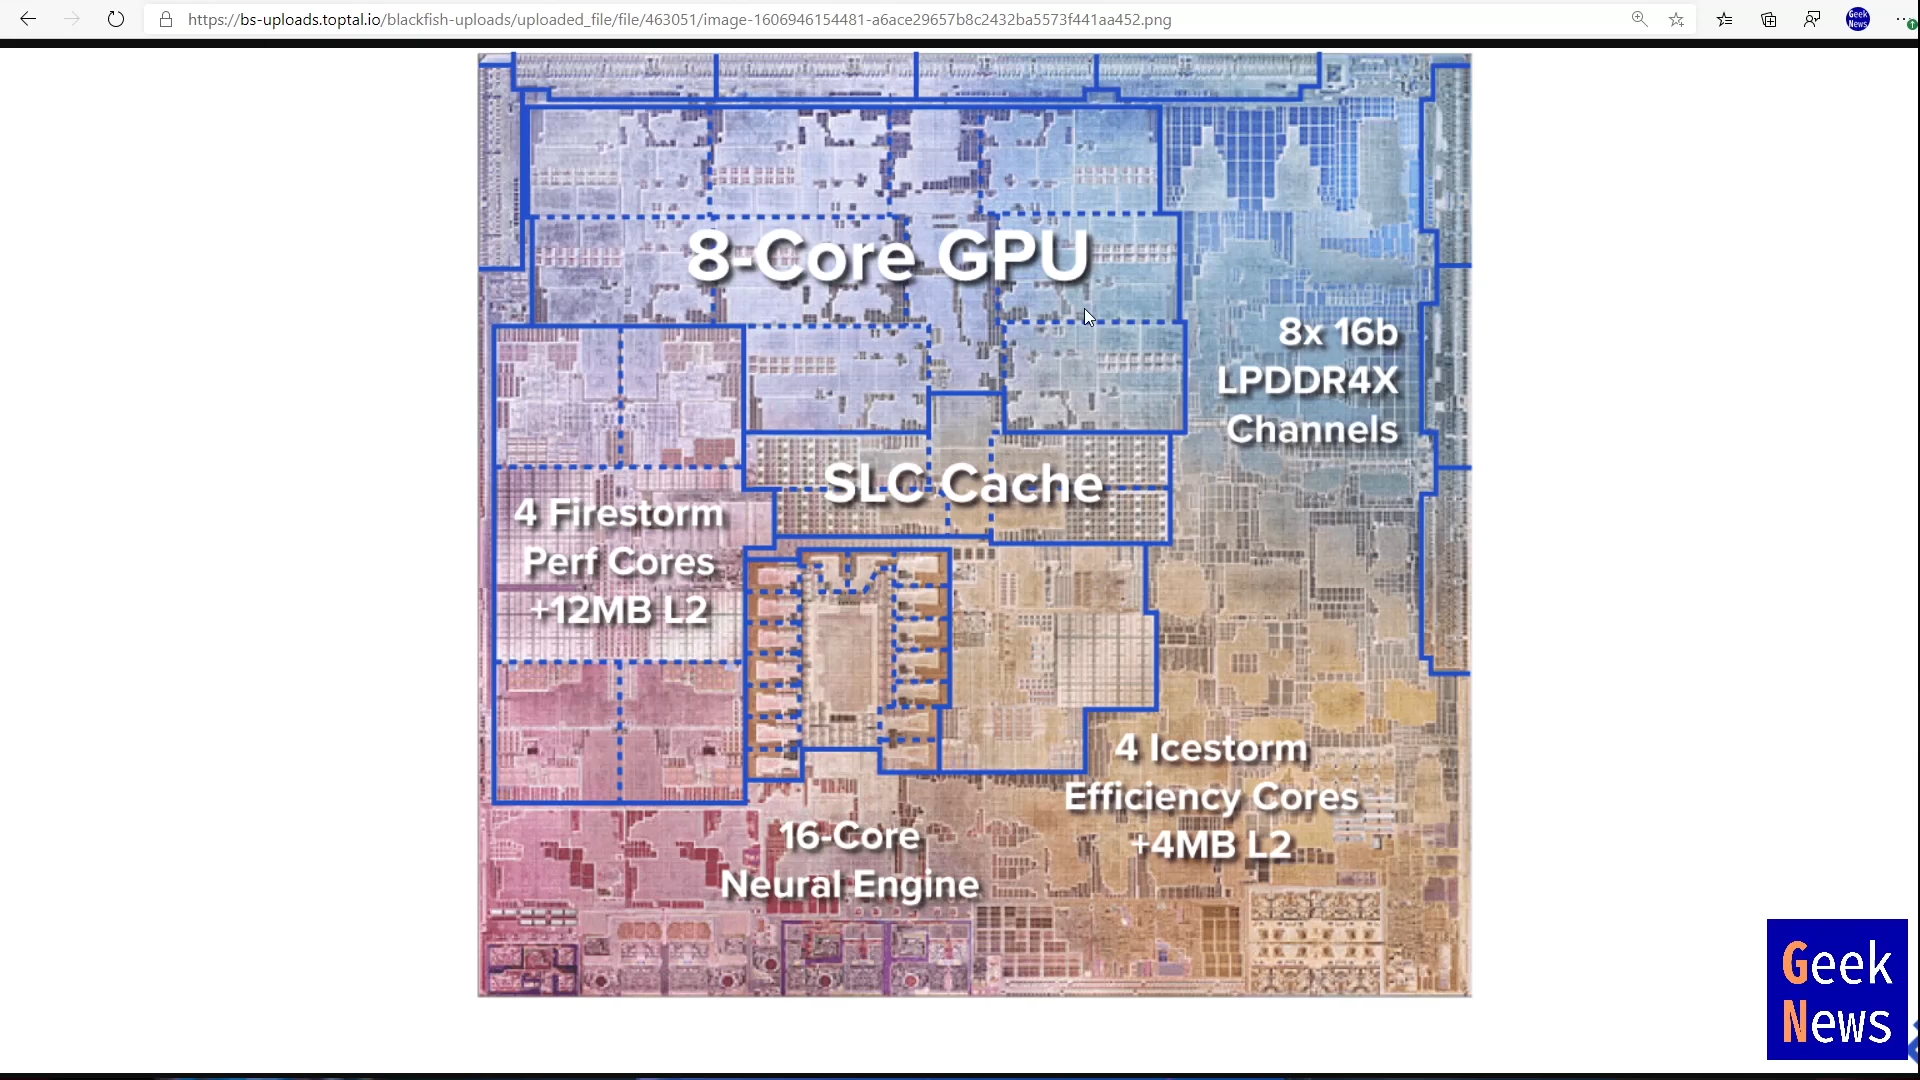 https://bs-uploads.toptal.io/blackfish-uploads/uploaded_file/file/463051/image-1606946154481-a6ace29657b8c2432ba5573f441aa452.png
Geek
News
8-Core GPU
8x 16b
LPDDR4X
Channels
SLC Cache
4 Firestorm
Perf Cores
+12MB L2
4 Icestorm
Efficiency Cores
+4MB L2
16-Core
Neural Engine
Geek
News